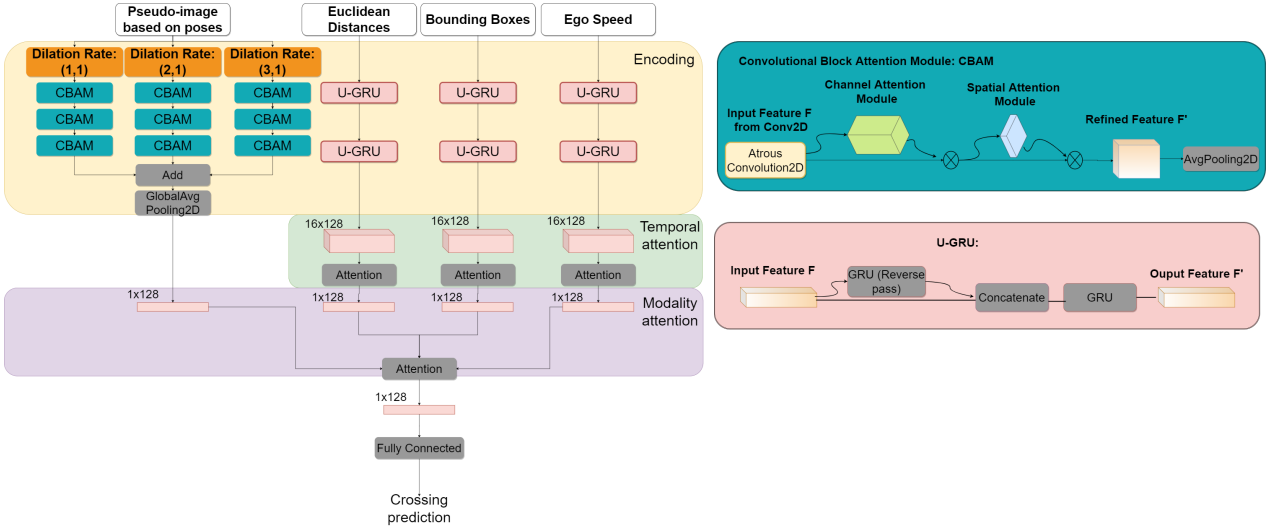 Pseudo-image
based on poses
Euclidean
Distances
Bounding Boxes
Ego Speed
Encoding
Dilation Rate:
(1,1)
Dilation Rate:
(2,1)
Dilation Rate:
(3,1)
CBAM
CBAM
CBAM
U-GRU
U-GRU
U-GRU
CBAM
CBAM
CBAM
CBAM
CBAM
CBAM
U-GRU
U-GRU
U-GRU
Add
GlobalAvg
Pooling2D
Temporal
attention
16x128
16x128
16x128
Attention
Attention
Attention
Modality
attention
1x128
1x128
1x128
1x128
Attention
1x128
Fully Connected
Crossing
prediction
Convolutional Block Attention Module: CBAM
Channel Attention
Module
Spatial Attention
Module
Input Feature F
from Conv2D
Refined Feature F'
Atrous
Convolution2D
AvgPooling2D
U-GRU:
Input Feature F
GRU (Reverse
pass)
Ouput Feature F'
Concatenate
GRU